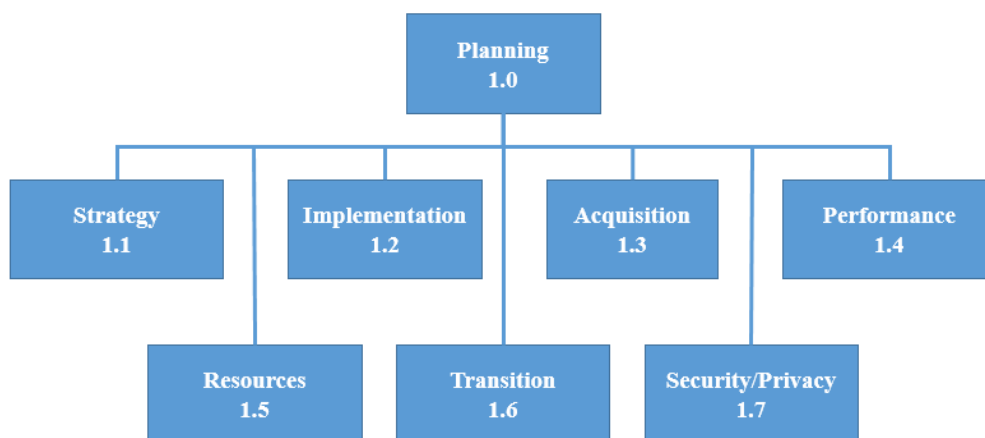 Planning
1.0
Strategy
1.1
Implementation
1.2
Acquisition
1.3
Performance
1.4
Resources
1.5
Transition
1.6
Security/Privacy
1.7